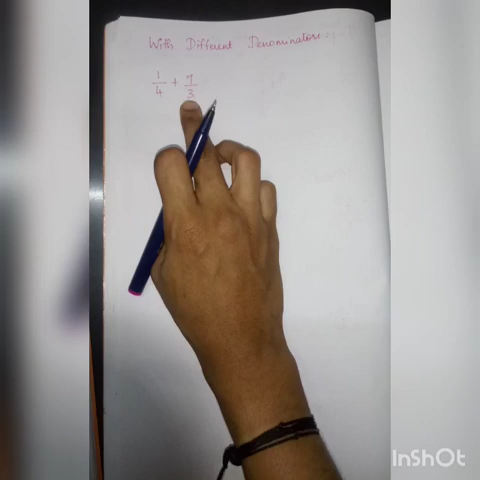 With Different Denominators
1/4 + 7/3
InShOt